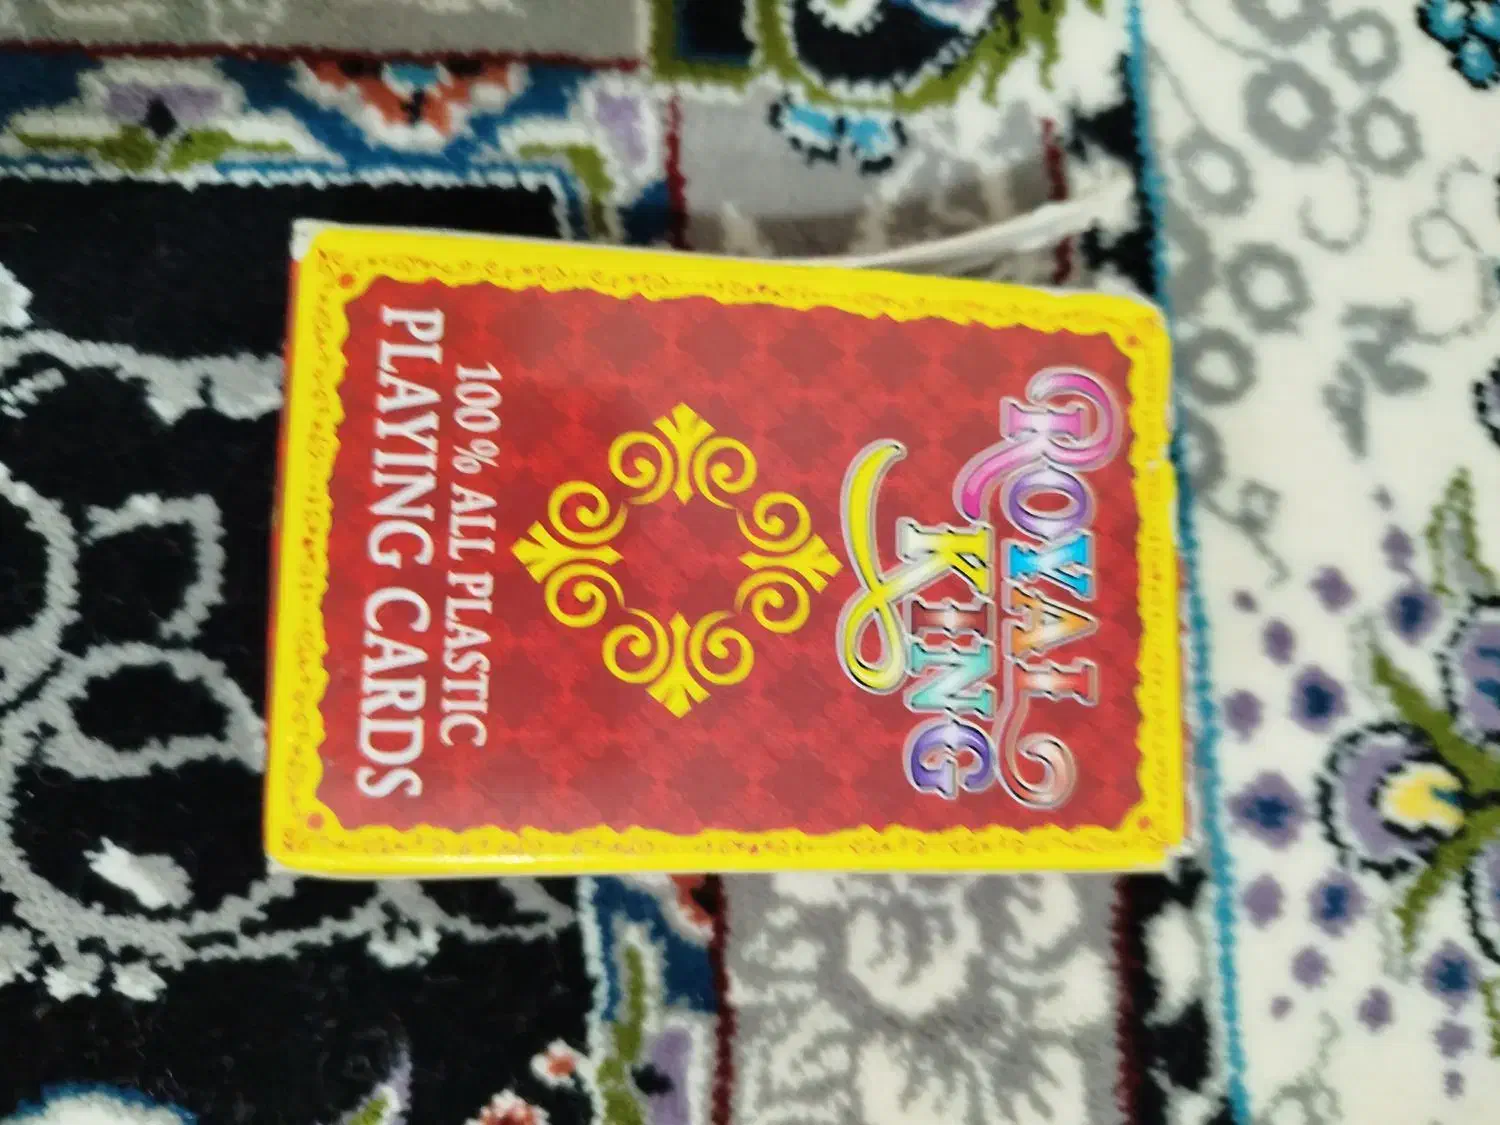 ROYAL
KING
100% ALL PLASTIC
PLAYING CARDS